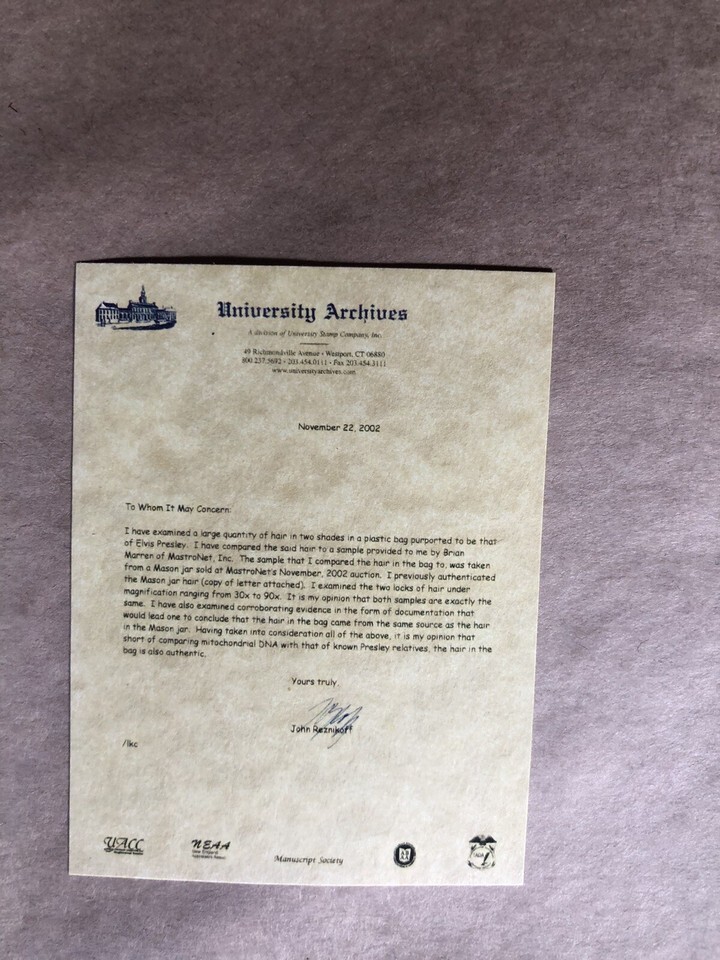 University Archives
A division of University Stamp Company, Inc.
49 Richmondville Avenue • Westport, CT 06880
800.237.5692 • 203.454.0111 • Fax 203.454.3111
www.universityarchives.com
November 22, 2002
To Whom It May Concern:
I have examined a large quantity of hair in two shades in a plastic bag purported to be that
of Elvis Presley. I have compared the said hair to a sample provided to me by Brian
Marren of MastroNet, Inc. The sample that I compared the hair in the bag to, was taken
from a Mason jar sold at MastroNet's November, 2002 auction. I previously authenticated
the Mason jar hair (copy of letter attached). I examined the two locks of hair under
magnification ranging from 30x to 90x. It is my opinion that both samples are exactly the
same. I have also examined corroborating evidence in the form of documentation that
would lead one to conclude that the hair in the bag came from the same source as the hair
in the Mason jar. Having taken into consideration all of the above, it is my opinion that
short of comparing mitochondrial DNA with that of known Presley relatives, the hair in the
bag is also authentic.
Yours truly,
John Reznikoff
/lkc
UACC
NEAA
Manuscript Society